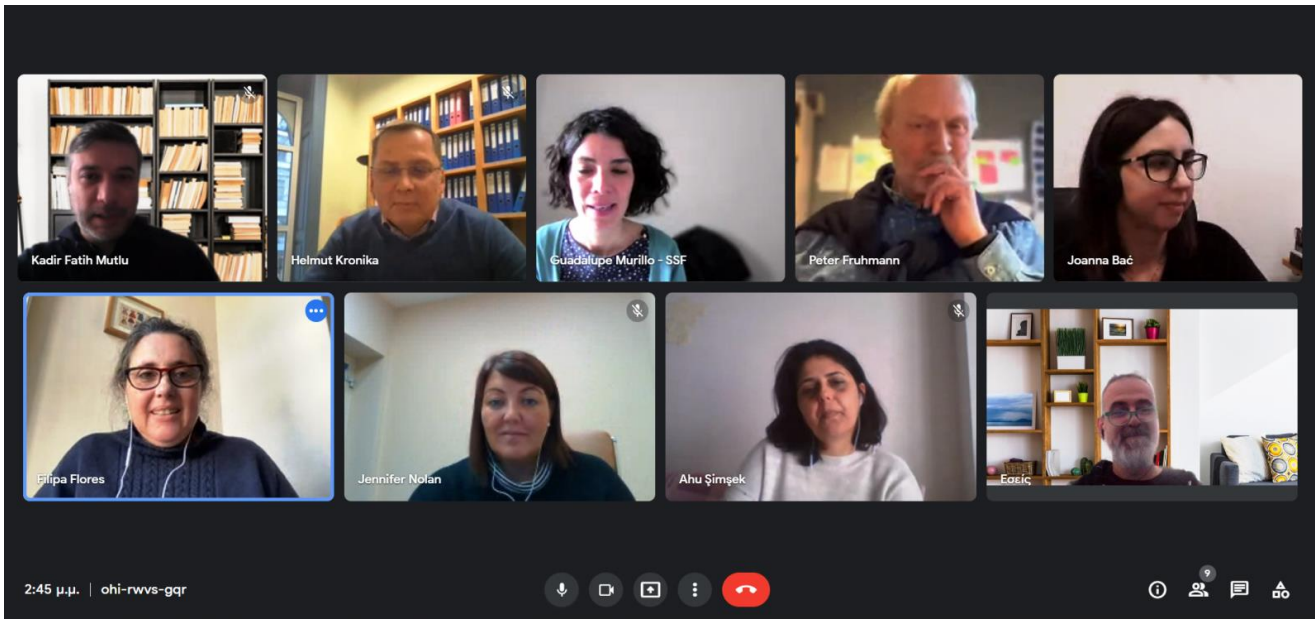 Kadir Fatih Mutlu
Helmut Kronika
Guadalupe Murillo - SSF
Peter Fruhmann
Joanna Bać
Filipa Flores
Jennifer Nolan
Ahu Şimşek
Εσείς
2:45 μ.μ. | ohi-rwvs-gqr
9